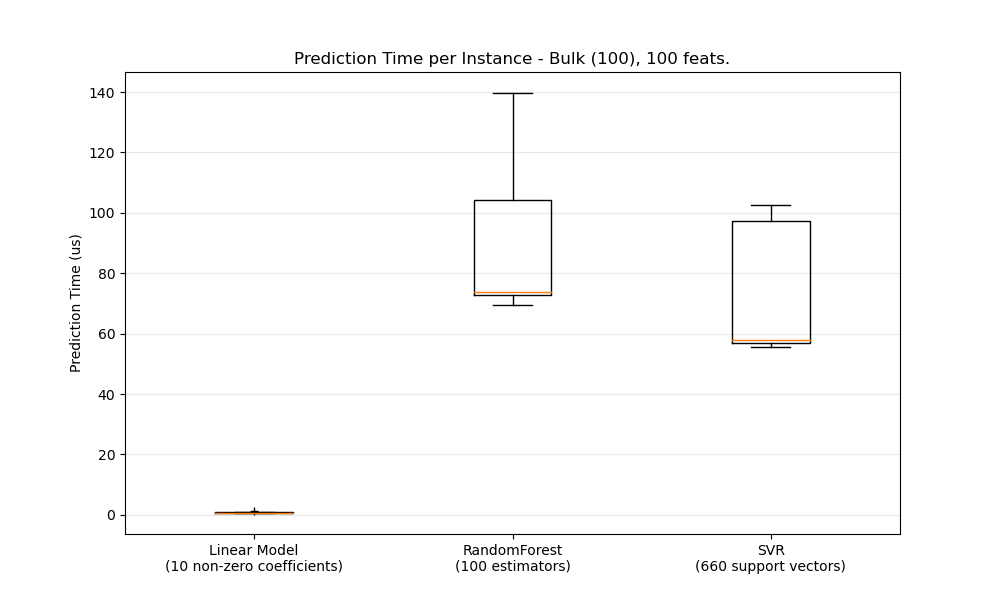 Prediction Time per Instance - Bulk (100), 100 feats.
Prediction Time (us)
140
120
100
80
60
40
20
0
Linear Model
(10 non-zero coefficients)
RandomForest
(100 estimators)
SVR
(660 support vectors)